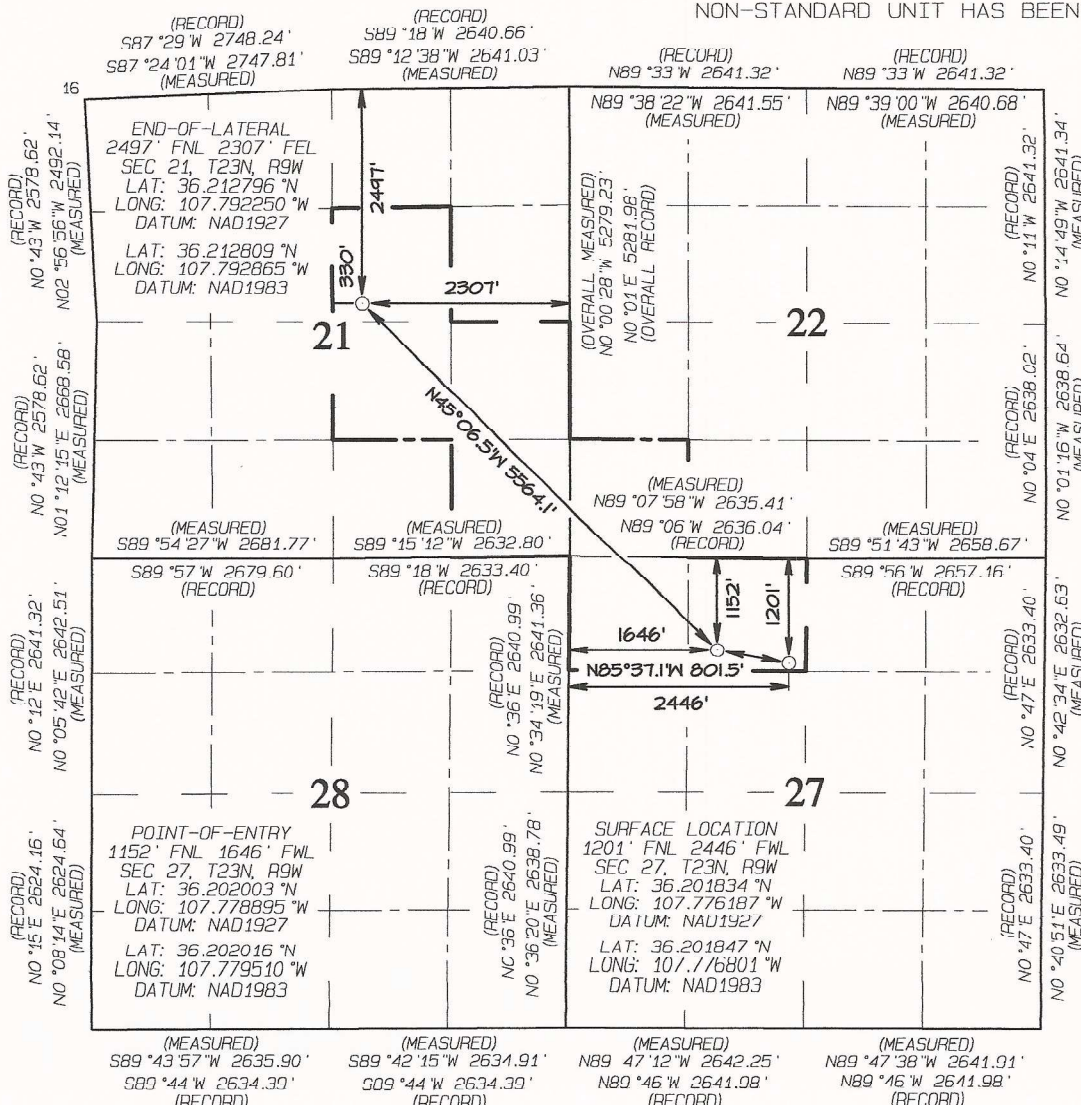 NON-STANDARD UNIT HAS BEEN
(RECORD)
S87°29'W 2748.24'
S87°24'01"W 2747.81'
(MEASURED)
(RECORD)
S89°18'W 2640.66'
S89°12'38"W 2641.03'
(MEASURED)
(RECORD)
N89°33'W 2641.32'
N89°38'22"W 2641.55'
(MEASURED)
(RECORD)
N89°33'W 2641.32'
N89°39'00"W 2640.68'
(MEASURED)
16
(RECORD)
N0°43'W 2578.62'
N02°56'56"W 2492.14'
(MEASURED)
END-OF-LATERAL
2497' FNL 2307' FEL
SEC 21, T23N, R9W
LAT: 36.212796°N
LONG: 107.792250°W
DATUM: NAD1927
LAT: 36.212809°N
LONG: 107.792865°W
DATUM: NAD1983
2497'
330'
2307'
21
(OVERALL MEASURED)
N0°00'28"W 5279.23'
N0°01'E 5281.98'
(OVERALL RECORD)
22
(RECORD)
N0°11'W 2641.32'
N0°14'49"W 2641.34'
(MEASURED)
(RECORD)
N0°43'W 2578.62'
N01°12'15"E 2668.58'
(MEASURED)
N45°06.5'W 5564.1'
(RECORD)
N0°04'E 2638.02'
N0°01'16"W 2638.64'
(MEASURED)
(MEASURED)
S89°54'27"W 2681.77'
S89°57'W 2679.60'
(RECORD)
(MEASURED)
S89°15'12"W 2632.80'
S89°18'W 2633.40'
(RECORD)
(MEASURED)
N89°07'58"W 2635.41'
N89°06'W 2636.04'
(RECORD)
(MEASURED)
S89°51'43"W 2658.67'
S89°56'W 2657.16'
(RECORD)
1152'
1201'
1646'
N85°37.1'W 801.5'
2446'
(RECORD)
N0°12'E 2641.32'
N0°05'42"E 2642.51'
(MEASURED)
(RECORD)
N0°36'E 2640.99'
N0°34'19"E 2641.36'
(MEASURED)
(RECORD)
N0°47'E 2633.40'
N0°42'34"E 2632.63'
(MEASURED)
28
27
POINT-OF-ENTRY
1152' FNL 1646' FWL
SEC 27, T23N, R9W
LAT: 36.202003°N
LONG: 107.778895°W
DATUM: NAD1927
LAT: 36.202016°N
LONG: 107.779510°W
DATUM: NAD1983
SURFACE LOCATION
1201' FNL 2446' FWL
SEC 27, T23N, R9W
LAT: 36.201834°N
LONG: 107.776187°W
DATUM: NAD1927
LAT: 36.201847°N
LONG: 107.776801°W
DATUM: NAD1983
(RECORD)
N0°15'E 2624.16'
N0°08'14"E 2624.64'
(MEASURED)
(RECORD)
N0°36'E 2640.99'
N0°36'20"E 2638.78'
(MEASURED)
(RECORD)
N0°47'E 2633.40'
N0°40'51"E 2633.49'
(MEASURED)
(MEASURED)
S89°43'57"W 2635.90'
S89°44'W 2634.39'
(RECORD)
(MEASURED)
S89°42'15"W 2634.91'
S89°44'W 2634.39'
(RECORD)
(MEASURED)
N89°47'12"W 2642.25'
N89°46'W 2641.98'
(RECORD)
(MEASURED)
N89°47'38"W 2641.91'
N89°46'W 2641.98'
(RECORD)